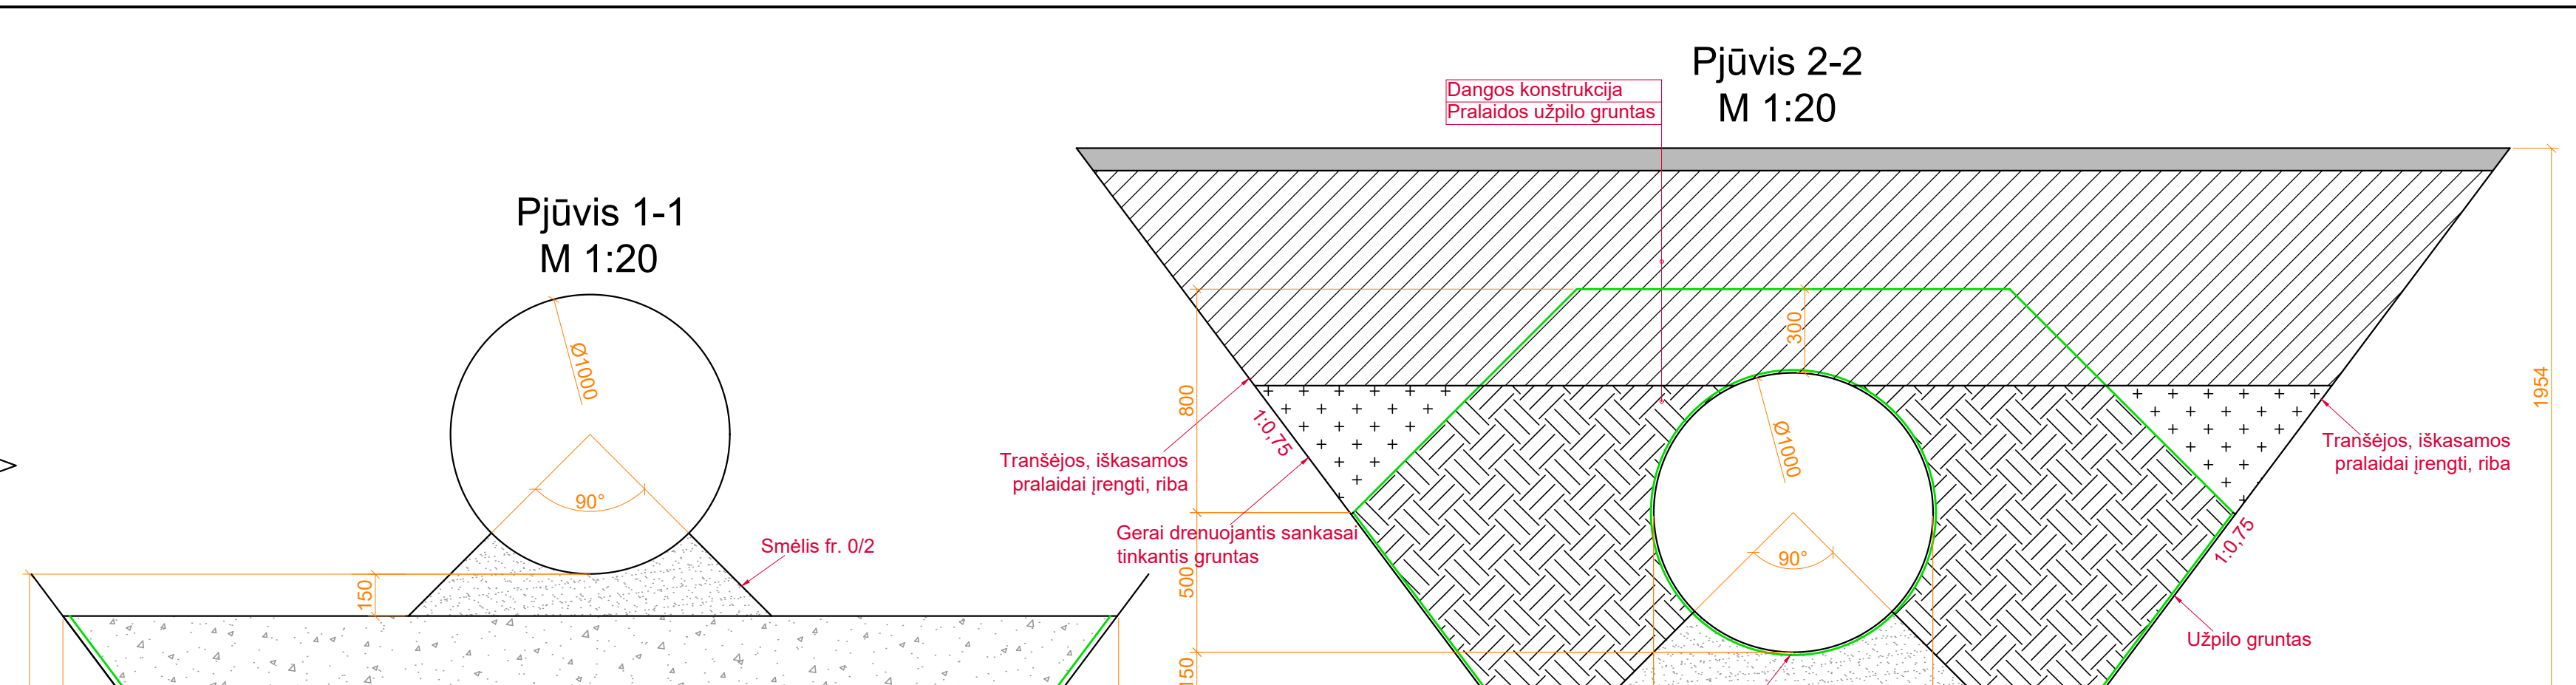 Pjūvis 1-1
M 1:20
Ø1000
90°
Smėlis fr. 0/2
150
Pjūvis 2-2
M 1:20
Dangos konstrukcija
Pralaidos užpilo gruntas
300
800
1954
1:0,75
Ø1000
Tranšėjos, iškasamos
pralaidai įrengti, riba
Tranšėjos, iškasamos
pralaidai įrengti, riba
Gerai drenuojantis sankasai
tinkantis gruntas
500
90°
1:0,75
Užpilo gruntas
150